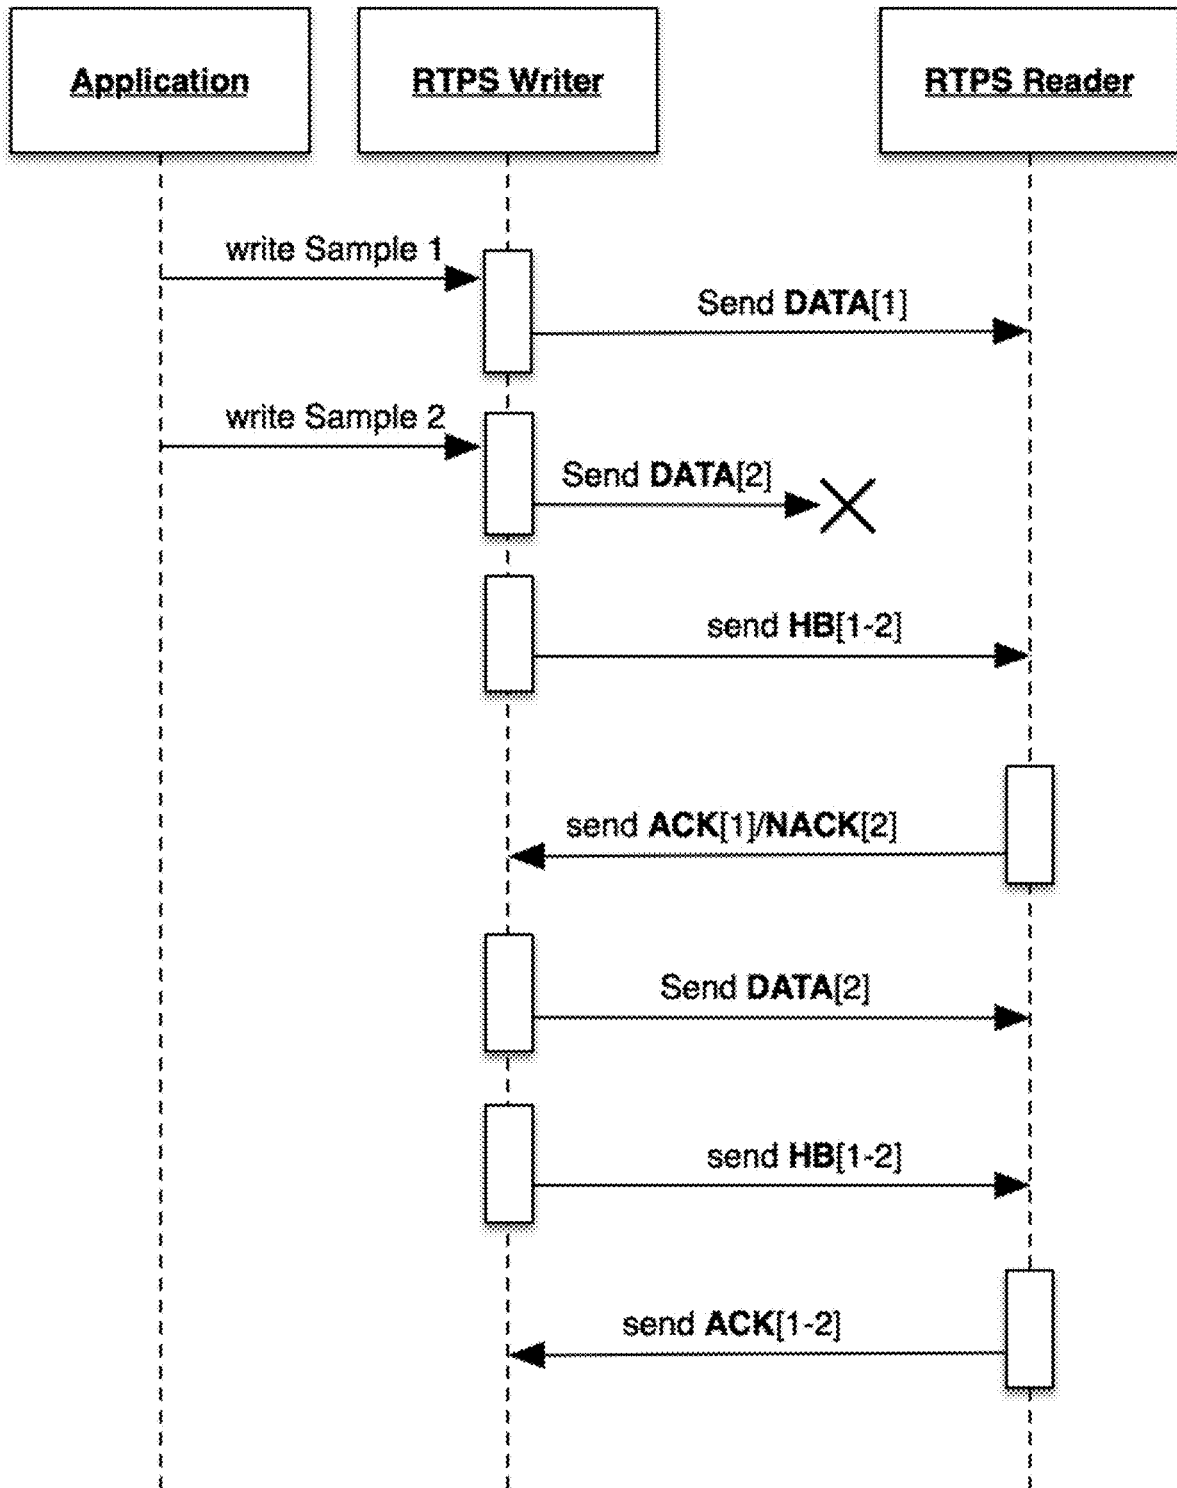 Application
RTPS Writer
RTPS Reader
write Sample 1
Send DATA[1]
write Sample 2
Send DATA[2]
send HB[1-2]
send ACK[1]/NACK[2]
Send DATA[2]
send HB[1-2]
send ACK[1-2]